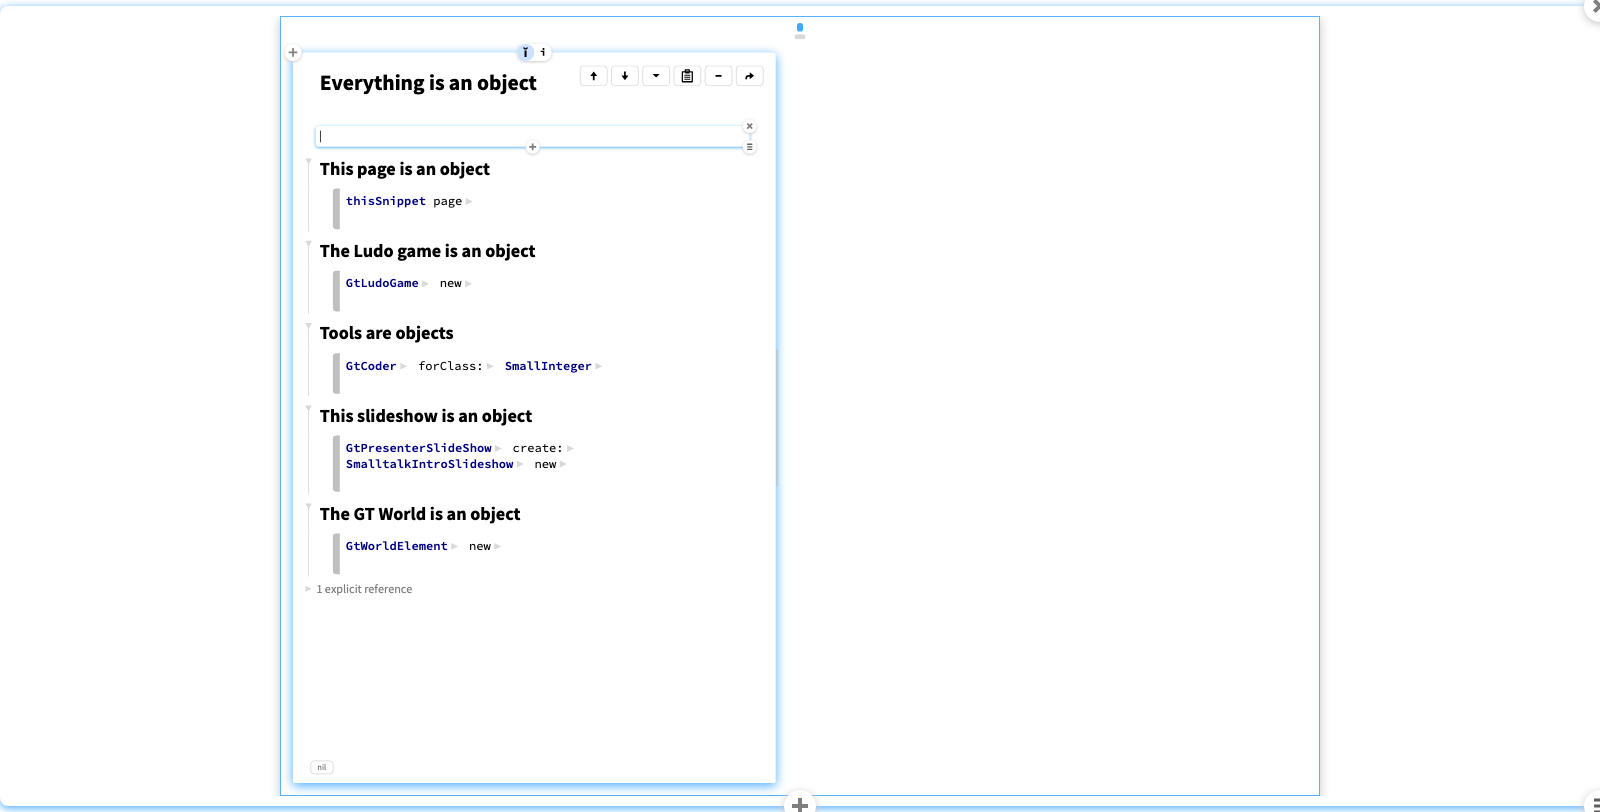 Everything is an object
This page is an object
thisSnippet page
The Ludo game is an object
GtLudoGame new
Tools are objects
GtCoder forClass: SmallInteger
This slideshow is an object
GtPresenterSlideShow create:
SmalltalkIntroSlideshow new
The GT World is an object
GtWorldElement new
1 explicit reference
nil